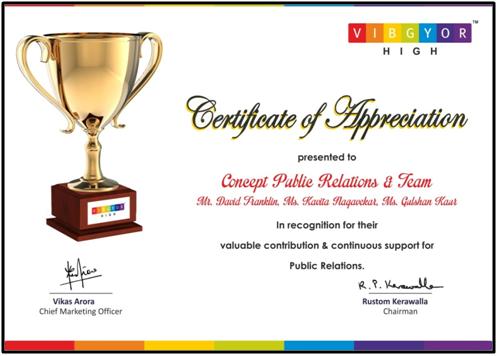 VIBGYOR™
HIGH
Certificate of Appreciation
presented to
Concept Public Relations & Team
Mr. David Franklin, Ms. Kavita Nagavekar, Ms. Gulshan Kaur
In recognition for their
valuable contribution & continuous support for
Public Relations.
VIBGYOR
HIGH
Vikas Arora
Chief Marketing Officer
R. P. Kerawalla
Rustom Kerawalla
Chairman